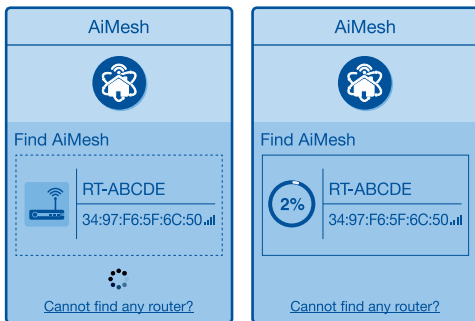 AiMesh
Find AiMesh
RT-ABCDE
34:97:F6:5F:6C:50
Cannot find any router?
AiMesh
Find AiMesh
2%
RT-ABCDE
34:97:F6:5F:6C:50
Cannot find any router?